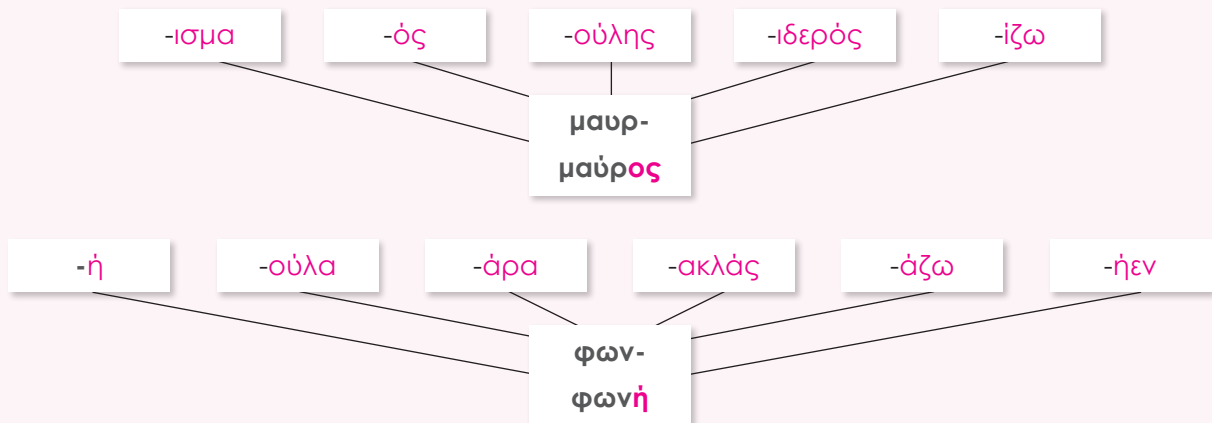 -ισμα -ός -ούλης -ιδερός -ίζω
μαυρ-
μαύρος
-ή -ούλα -άρα -ακλάς -άζω -ήεν
φων-
φωνή